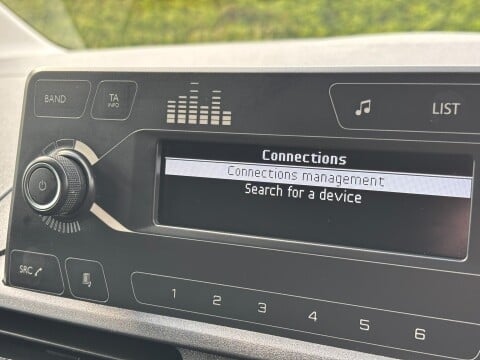 BAND
TA
INFO
LIST
Connections
Connections management
Search for a device
SRC
1 2 3 4 5 6